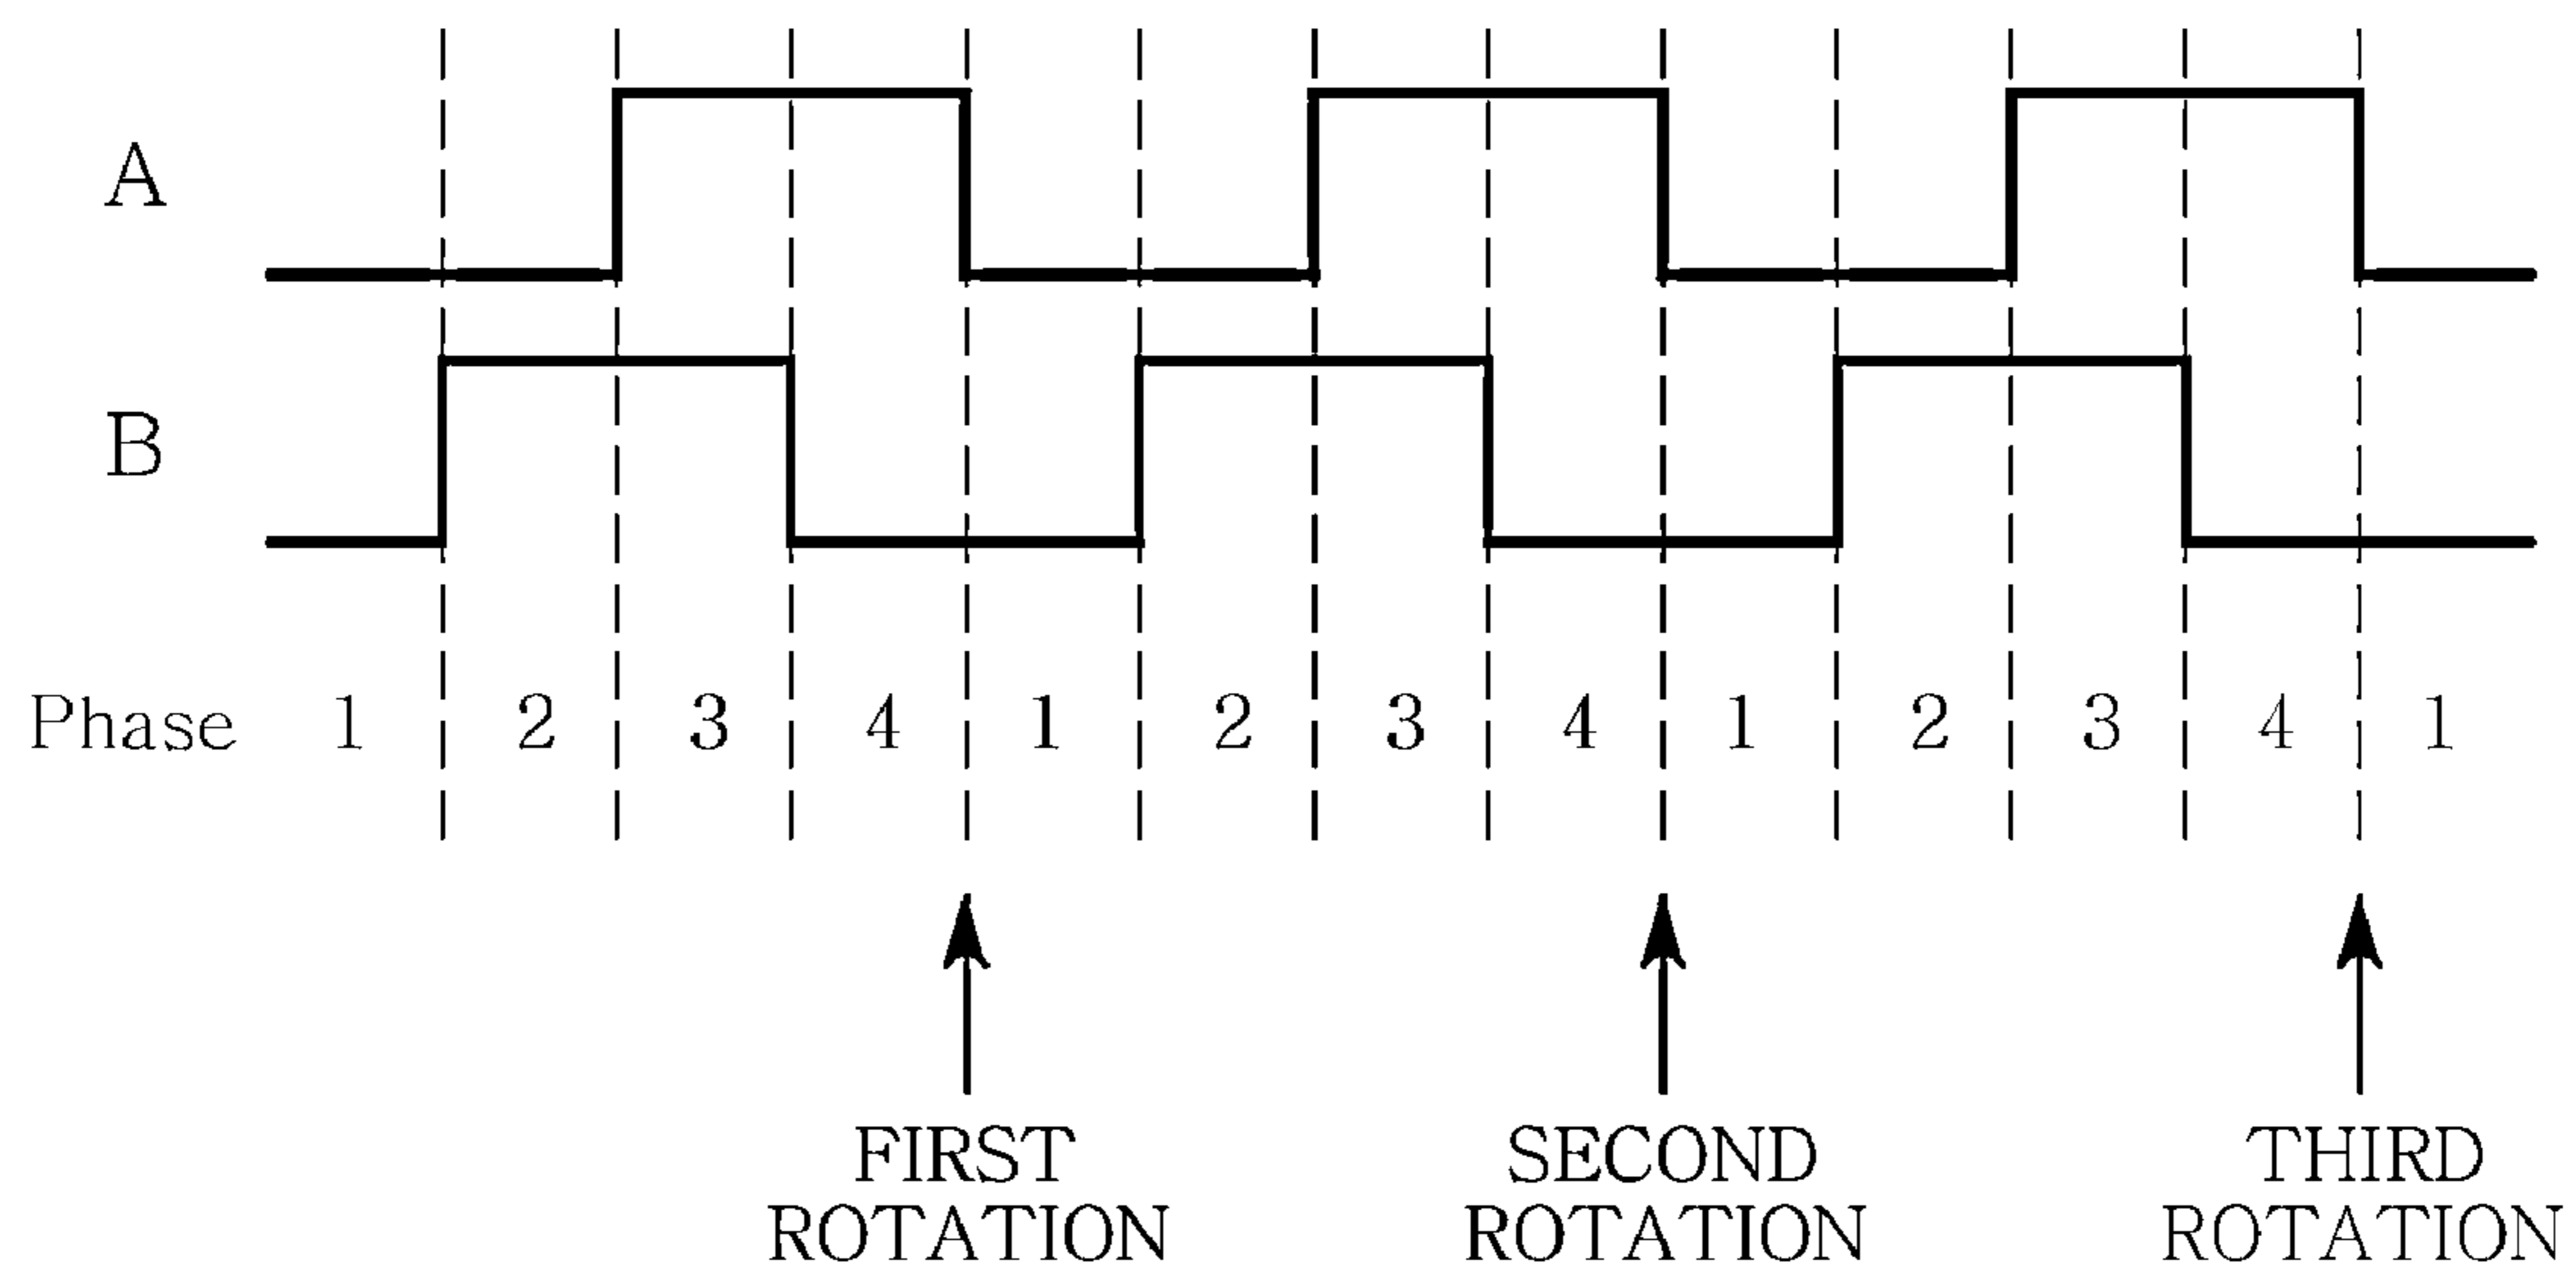 A
B
Phase 1 2 3 4 1 2 3 4 1 2 3 4 1
FIRST
ROTATION
SECOND
ROTATION
THIRD
ROTATION